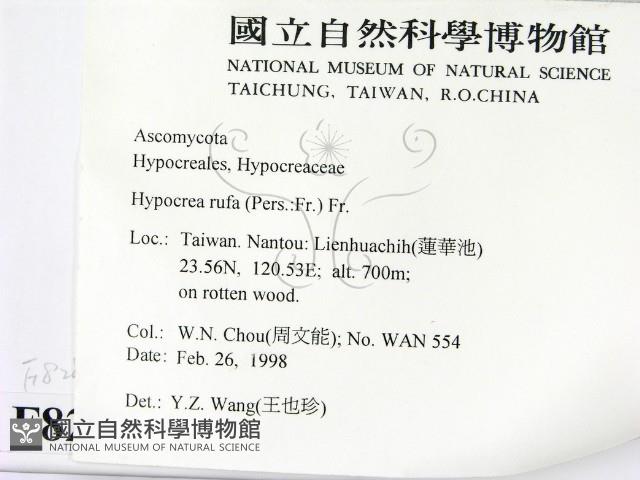 國立自然科學博物館
NATIONAL MUSEUM OF NATURAL SCIENCE
TAICHUNG, TAIWAN, R.O.CHINA
Ascomycota
Hypocreales, Hypocreaceae
Hypocrea rufa (Pers.:Fr.) Fr.
Loc.: Taiwan. Nantou: Lienhuachih(蓮華池)
23.56N, 120.53E; alt. 700m;
on rotten wood.
Col.: W.N. Chou(周文能); No. WAN 554
Date: Feb. 26, 1998
Det.: Y.Z. Wang(王也珍)
國立自然科學博物館
NATIONAL MUSEUM OF NATURAL SCIENCE